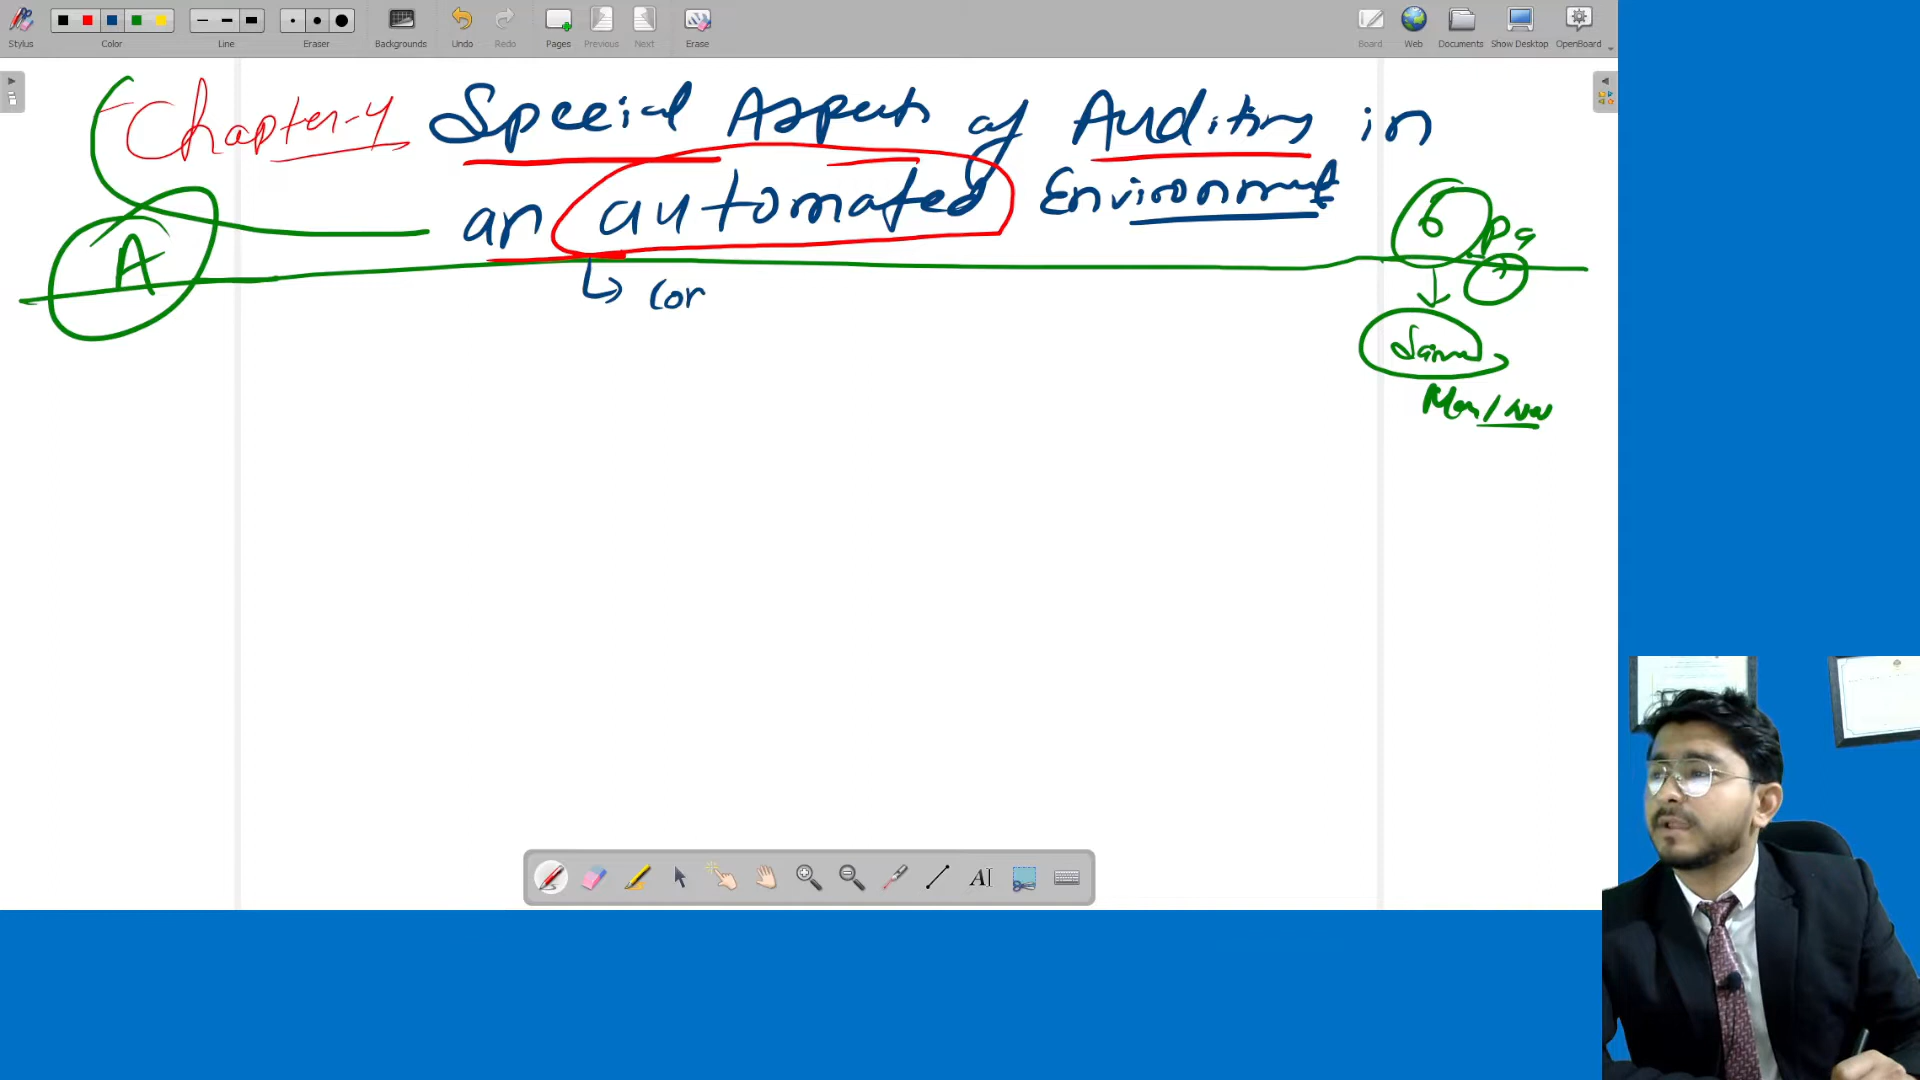 Stylus
Color
Line
Eraser
Backgrounds
Undo
Redo
Pages
Previous
Next
Erase
Board
Web
Documents
Show Desktop
OpenBoard
Chapter-4 Special Aspects of Auditing in
an automated Environment
A
6
Cor